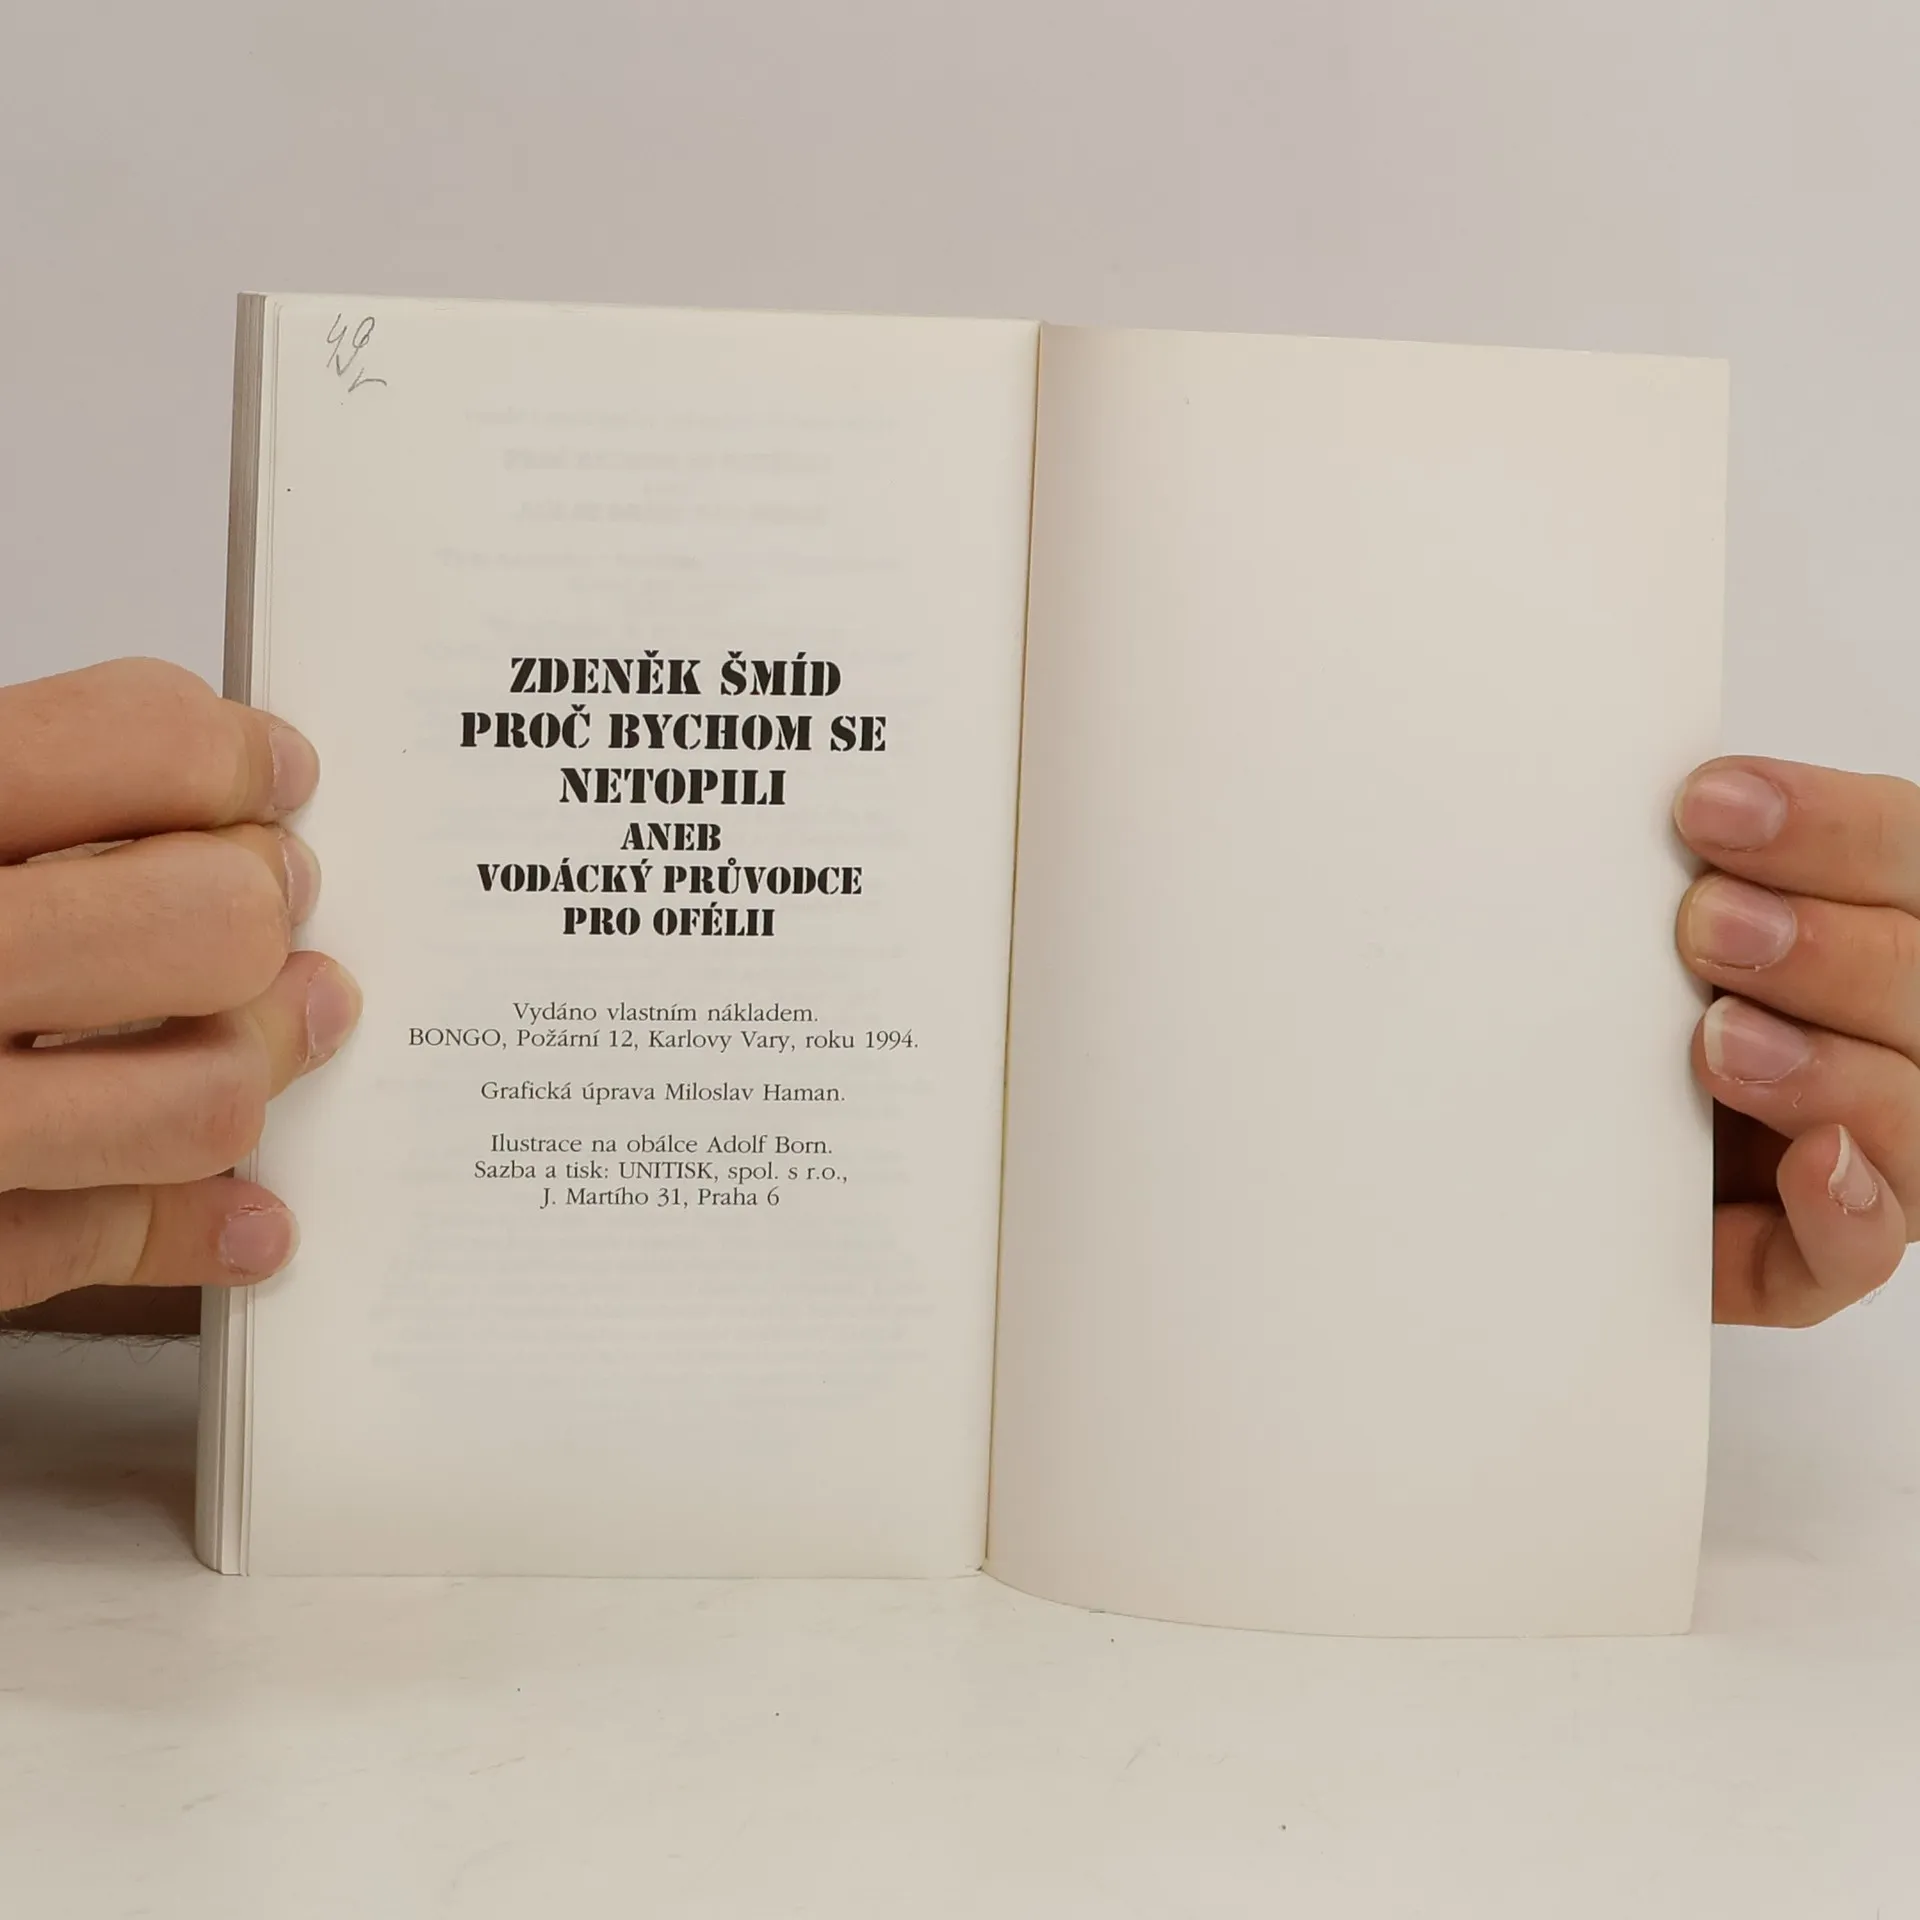 ZDENĚK ŠMÍD
PROČ BYCHOM SE
NETOPILI
ANEB
VODÁCKÝ PRŮVODCE
PRO OFÉLII
Vydáno vlastním nákladem.
BONGO, Požární 12, Karlovy Vary, roku 1994.
Grafická úprava Miloslav Haman.
Ilustrace na obálce Adolf Born.
Sazba a tisk: UNITISK, spol. s r.o.,
J. Martího 31, Praha 6